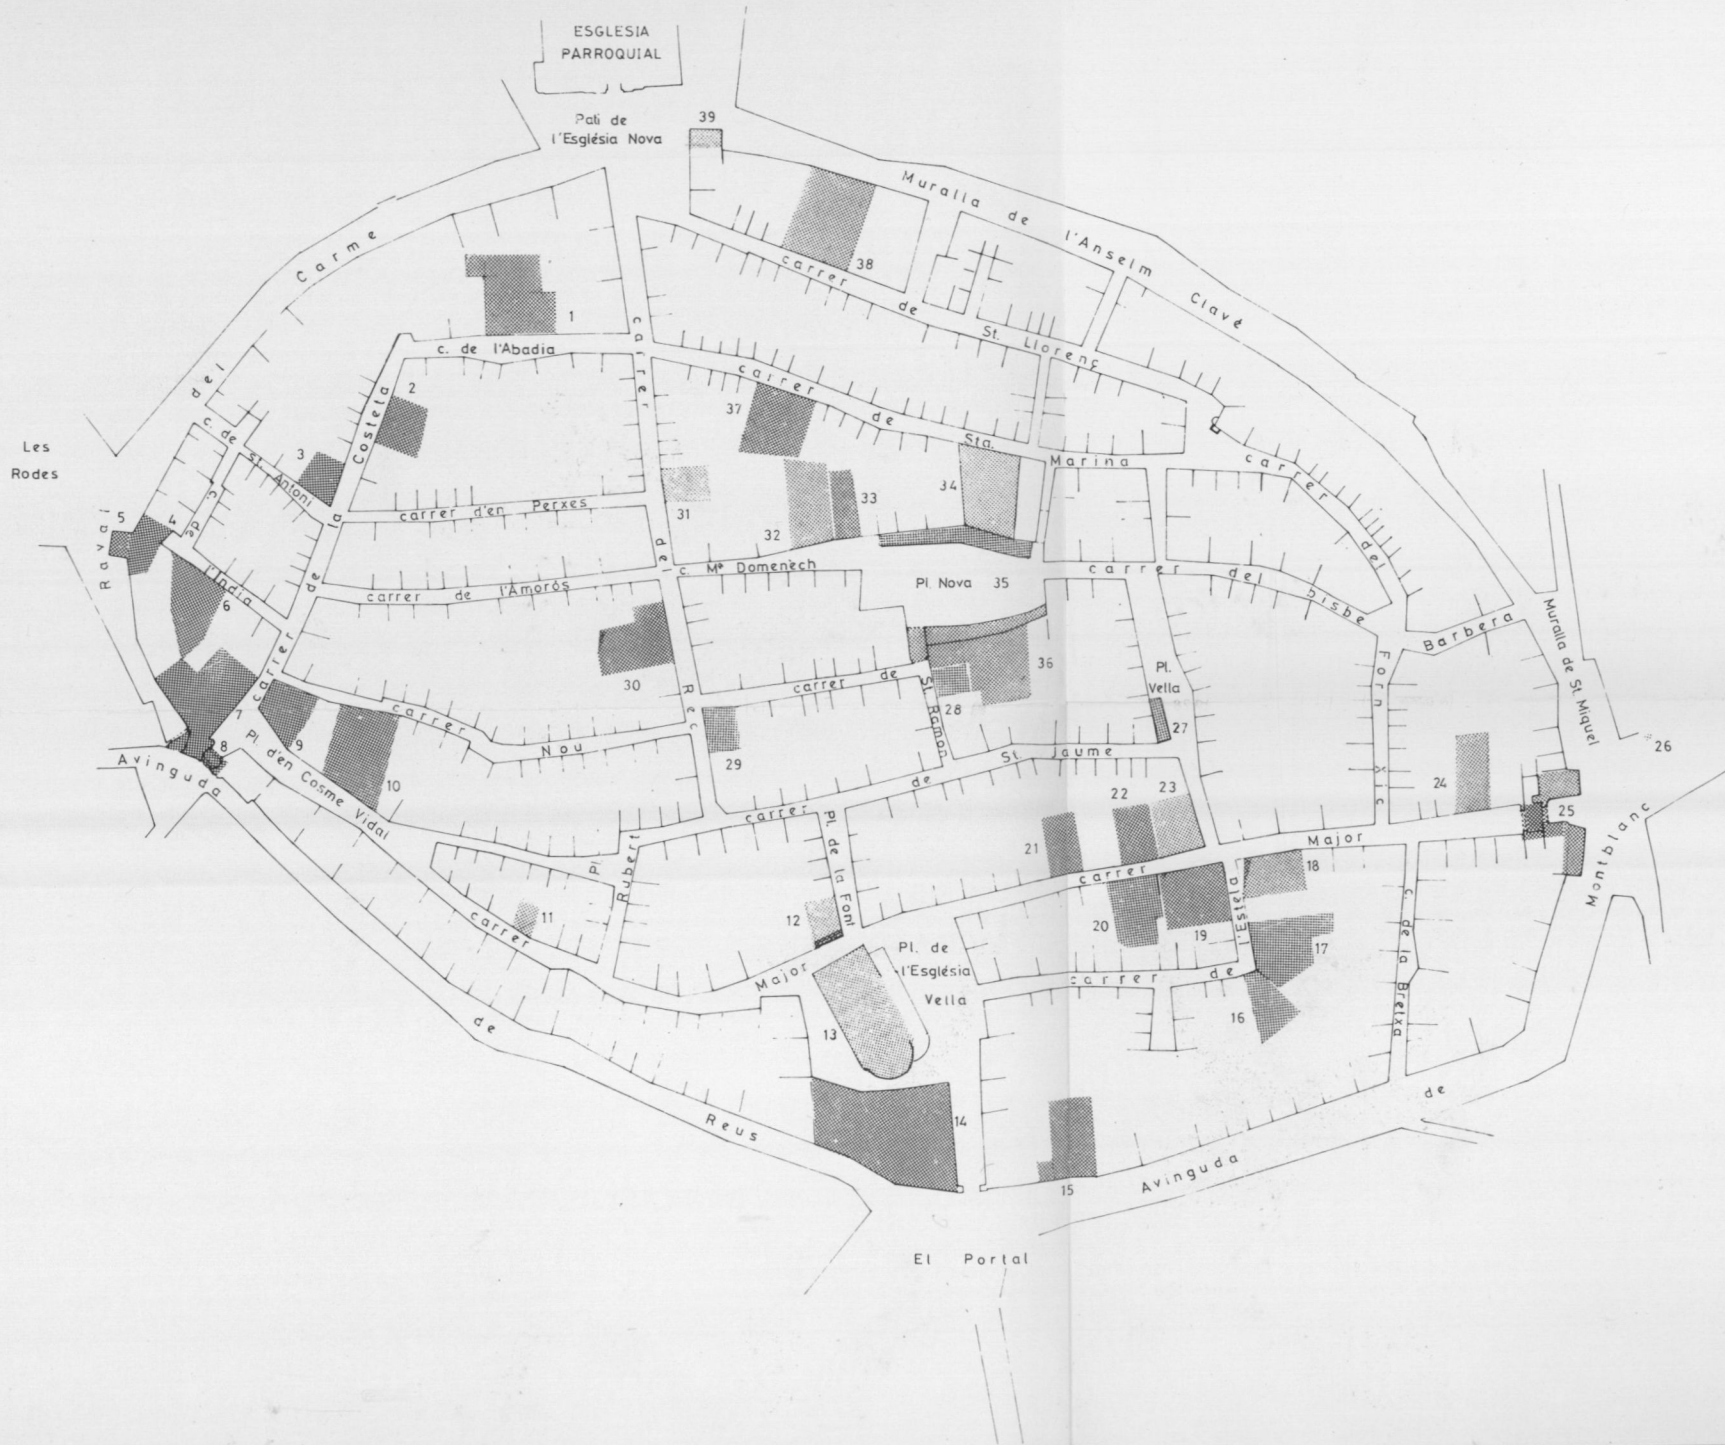 ESGLESIA
PARROQUIAL
Pati de
l'Església Nova
39
Muralla de l'Anselm Clavé
38
carrer de St. Llorenç
Raval del Carme
1
c. de l'Abadia
carrer del Rec
2
carrer de la Costeta
37
carrer de Sta. Marina
Les
Rodes
c. de St. Antoni
3
carrer del Forn Xic
34
33
32
31
carrer d'en Perxes
5
4
c. de l'India
6
carrer de l'Amorós
c. Mª Domenech
Pl. Nova 35
carrer del bisbe Barberà
Muralla de St. Miquel
30
36
Pl.
Vella
27
carrer de St. Ramon
28
29
carrer Nou
7
8
9
Pl. d'en Cosme Vidal
10
Avinguda de Reus
carrer de St. Jaume
26
24
25
23
22
21
carrer Major
18
Pl. de la Font
Pl. Rubert
11
carrer Major
12
20
19
17
16
carrer de l'Estela
c. de la Bretxa
Pl. de
l'Església
Vella
13
14
15
Avinguda de Montblanc
El Portal